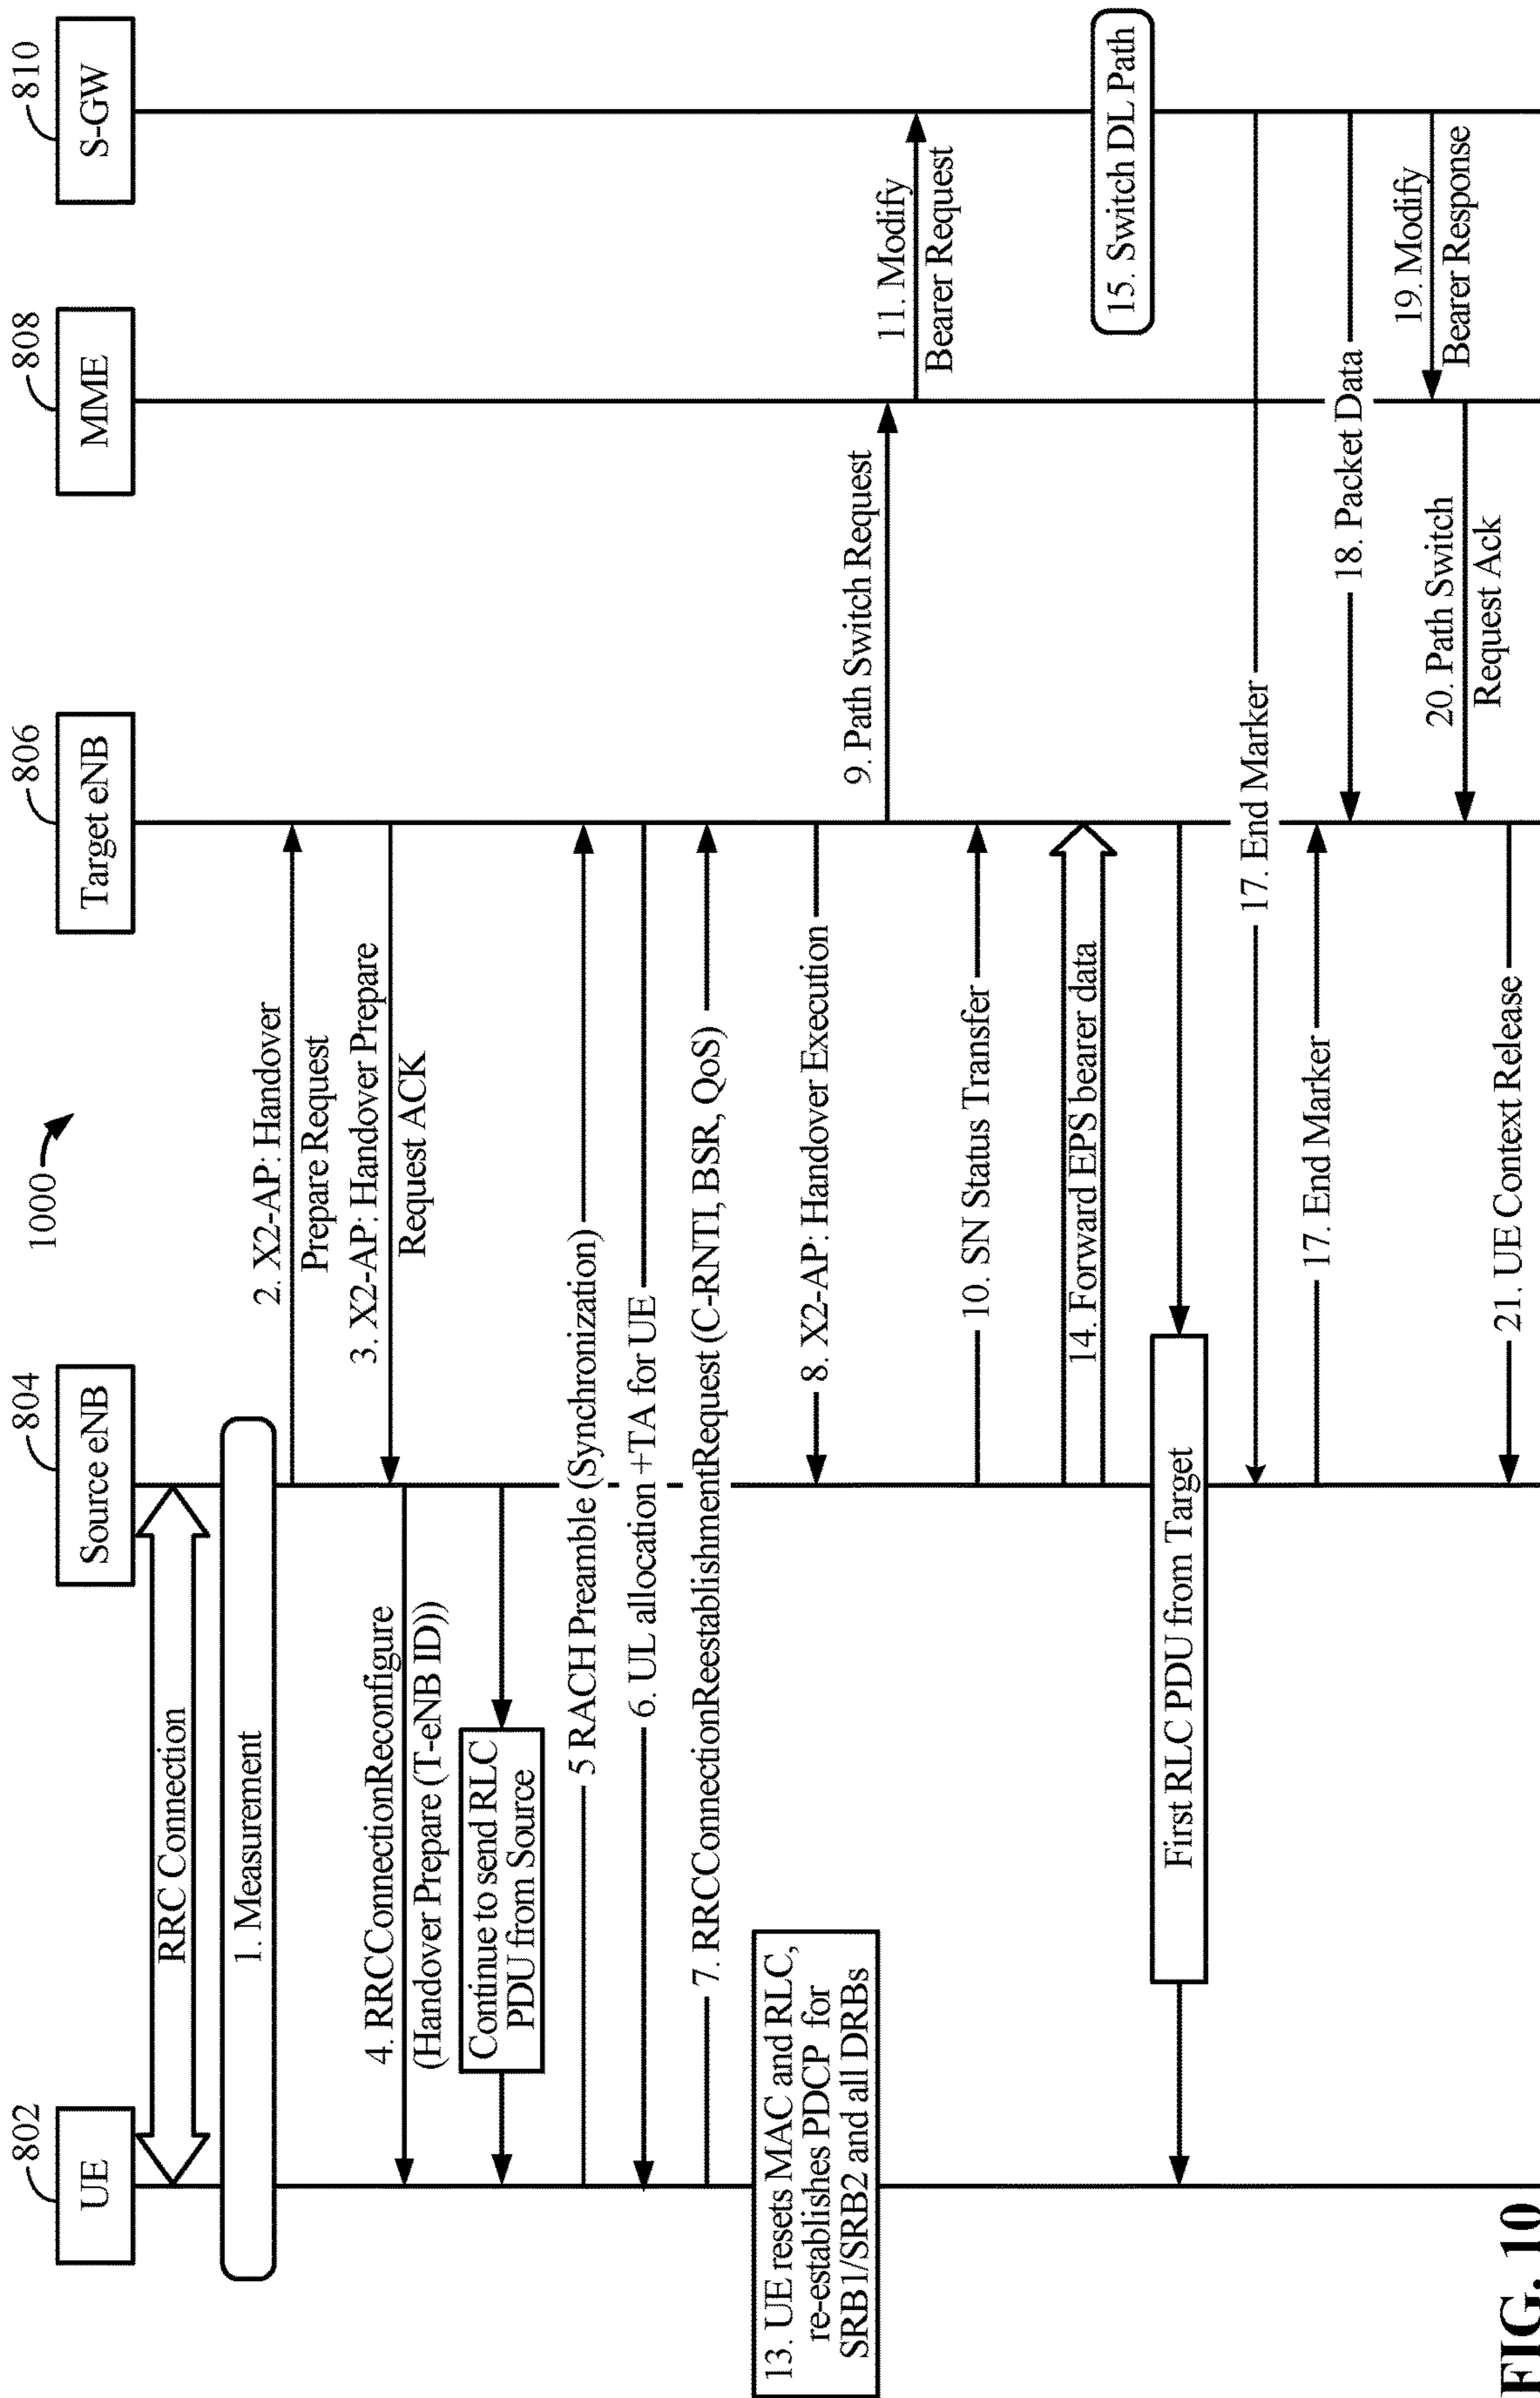 1000
802
804
806
808
810
UE
Source eNB
Target eNB
MME
S-GW
RRC Connection
1. Measurement
2. X2-AP: Handover
Prepare Request
3. X2-AP: Handover Prepare
Request ACK
4. RRCConnectionReconfigure
(Handover Prepare (T-eNB ID))
Continue to send RLC
PDU from Source
5 RACH Preamble (Synchronization)
6. UL allocation +TA for UE
7. RRCConnectionReestablishmentRequest (C-RNTI, BSR, QoS)
13. UE resets MAC and RLC,
re-establishes PDCP for
SRB1/SRB2 and all DRBs
8. X2-AP: Handover Execution
9. Path Switch Request
11. Modify
Bearer Request
10. SN Status Transfer
14. Forward EPS bearer data
15. Switch DL Path
First RLC PDU from Target
17. End Marker
17. End Marker
18. Packet Data
19. Modify
Bearer Response
20. Path Switch
Request Ack
21. UE Context Release
FIG. 10